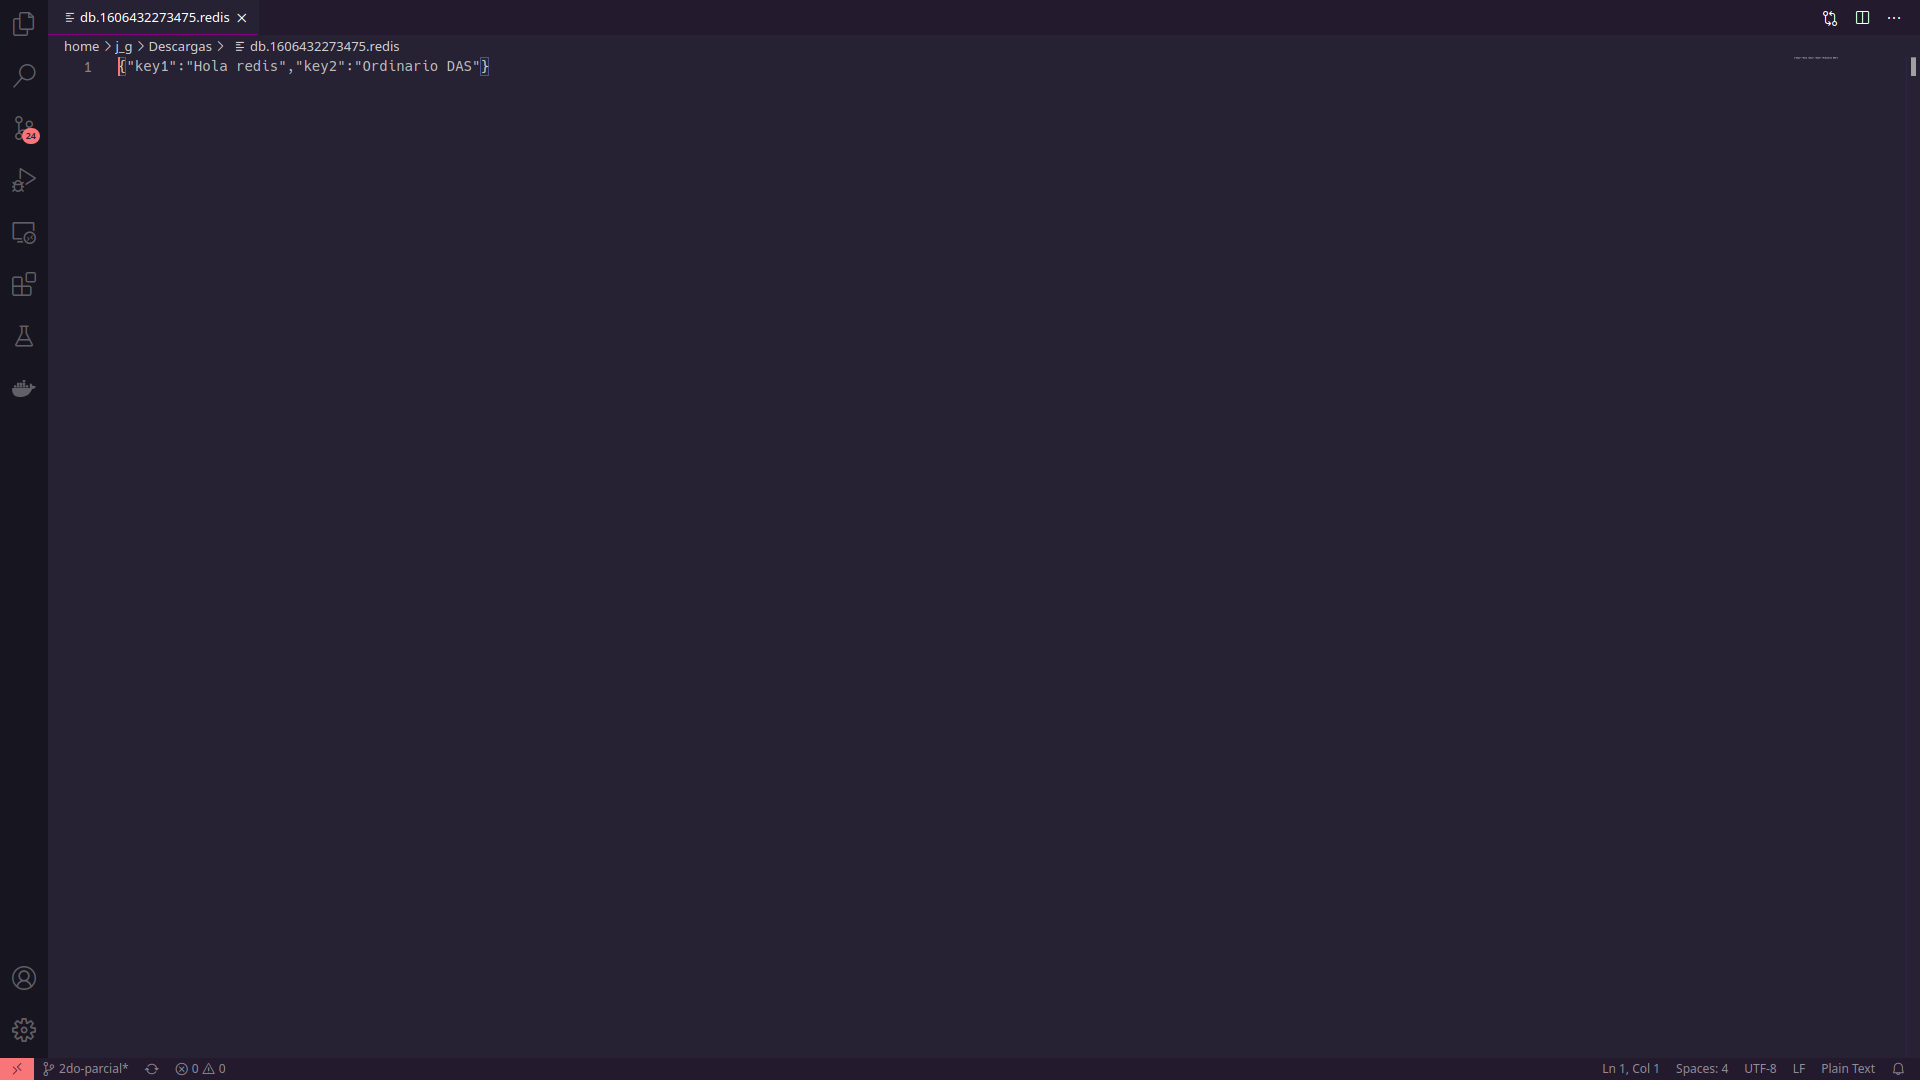 db.1606432273475.redis
home j_g Descargas db.1606432273475.redis
1 {"key1":"Hola redis","key2":"Ordinario DAS"}
24
2do-parcial* 0 0 Ln 1, Col 1 Spaces: 4 UTF-8 LF Plain Text